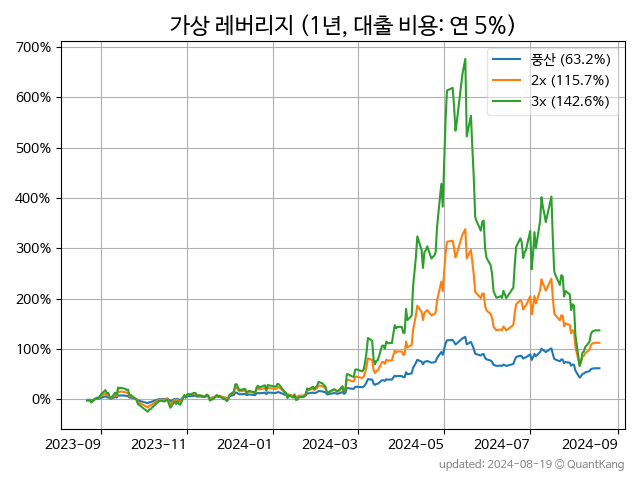 가상 레버리지 (1년, 대출 비용: 연 5%)
700%
600%
500%
400%
300%
200%
100%
0%
풍산 (63.2%)
2x (115.7%)
3x (142.6%)
2023-09 2023-11 2024-01 2024-03 2024-05 2024-07 2024-09
updated: 2024-08-19 © QuantKang